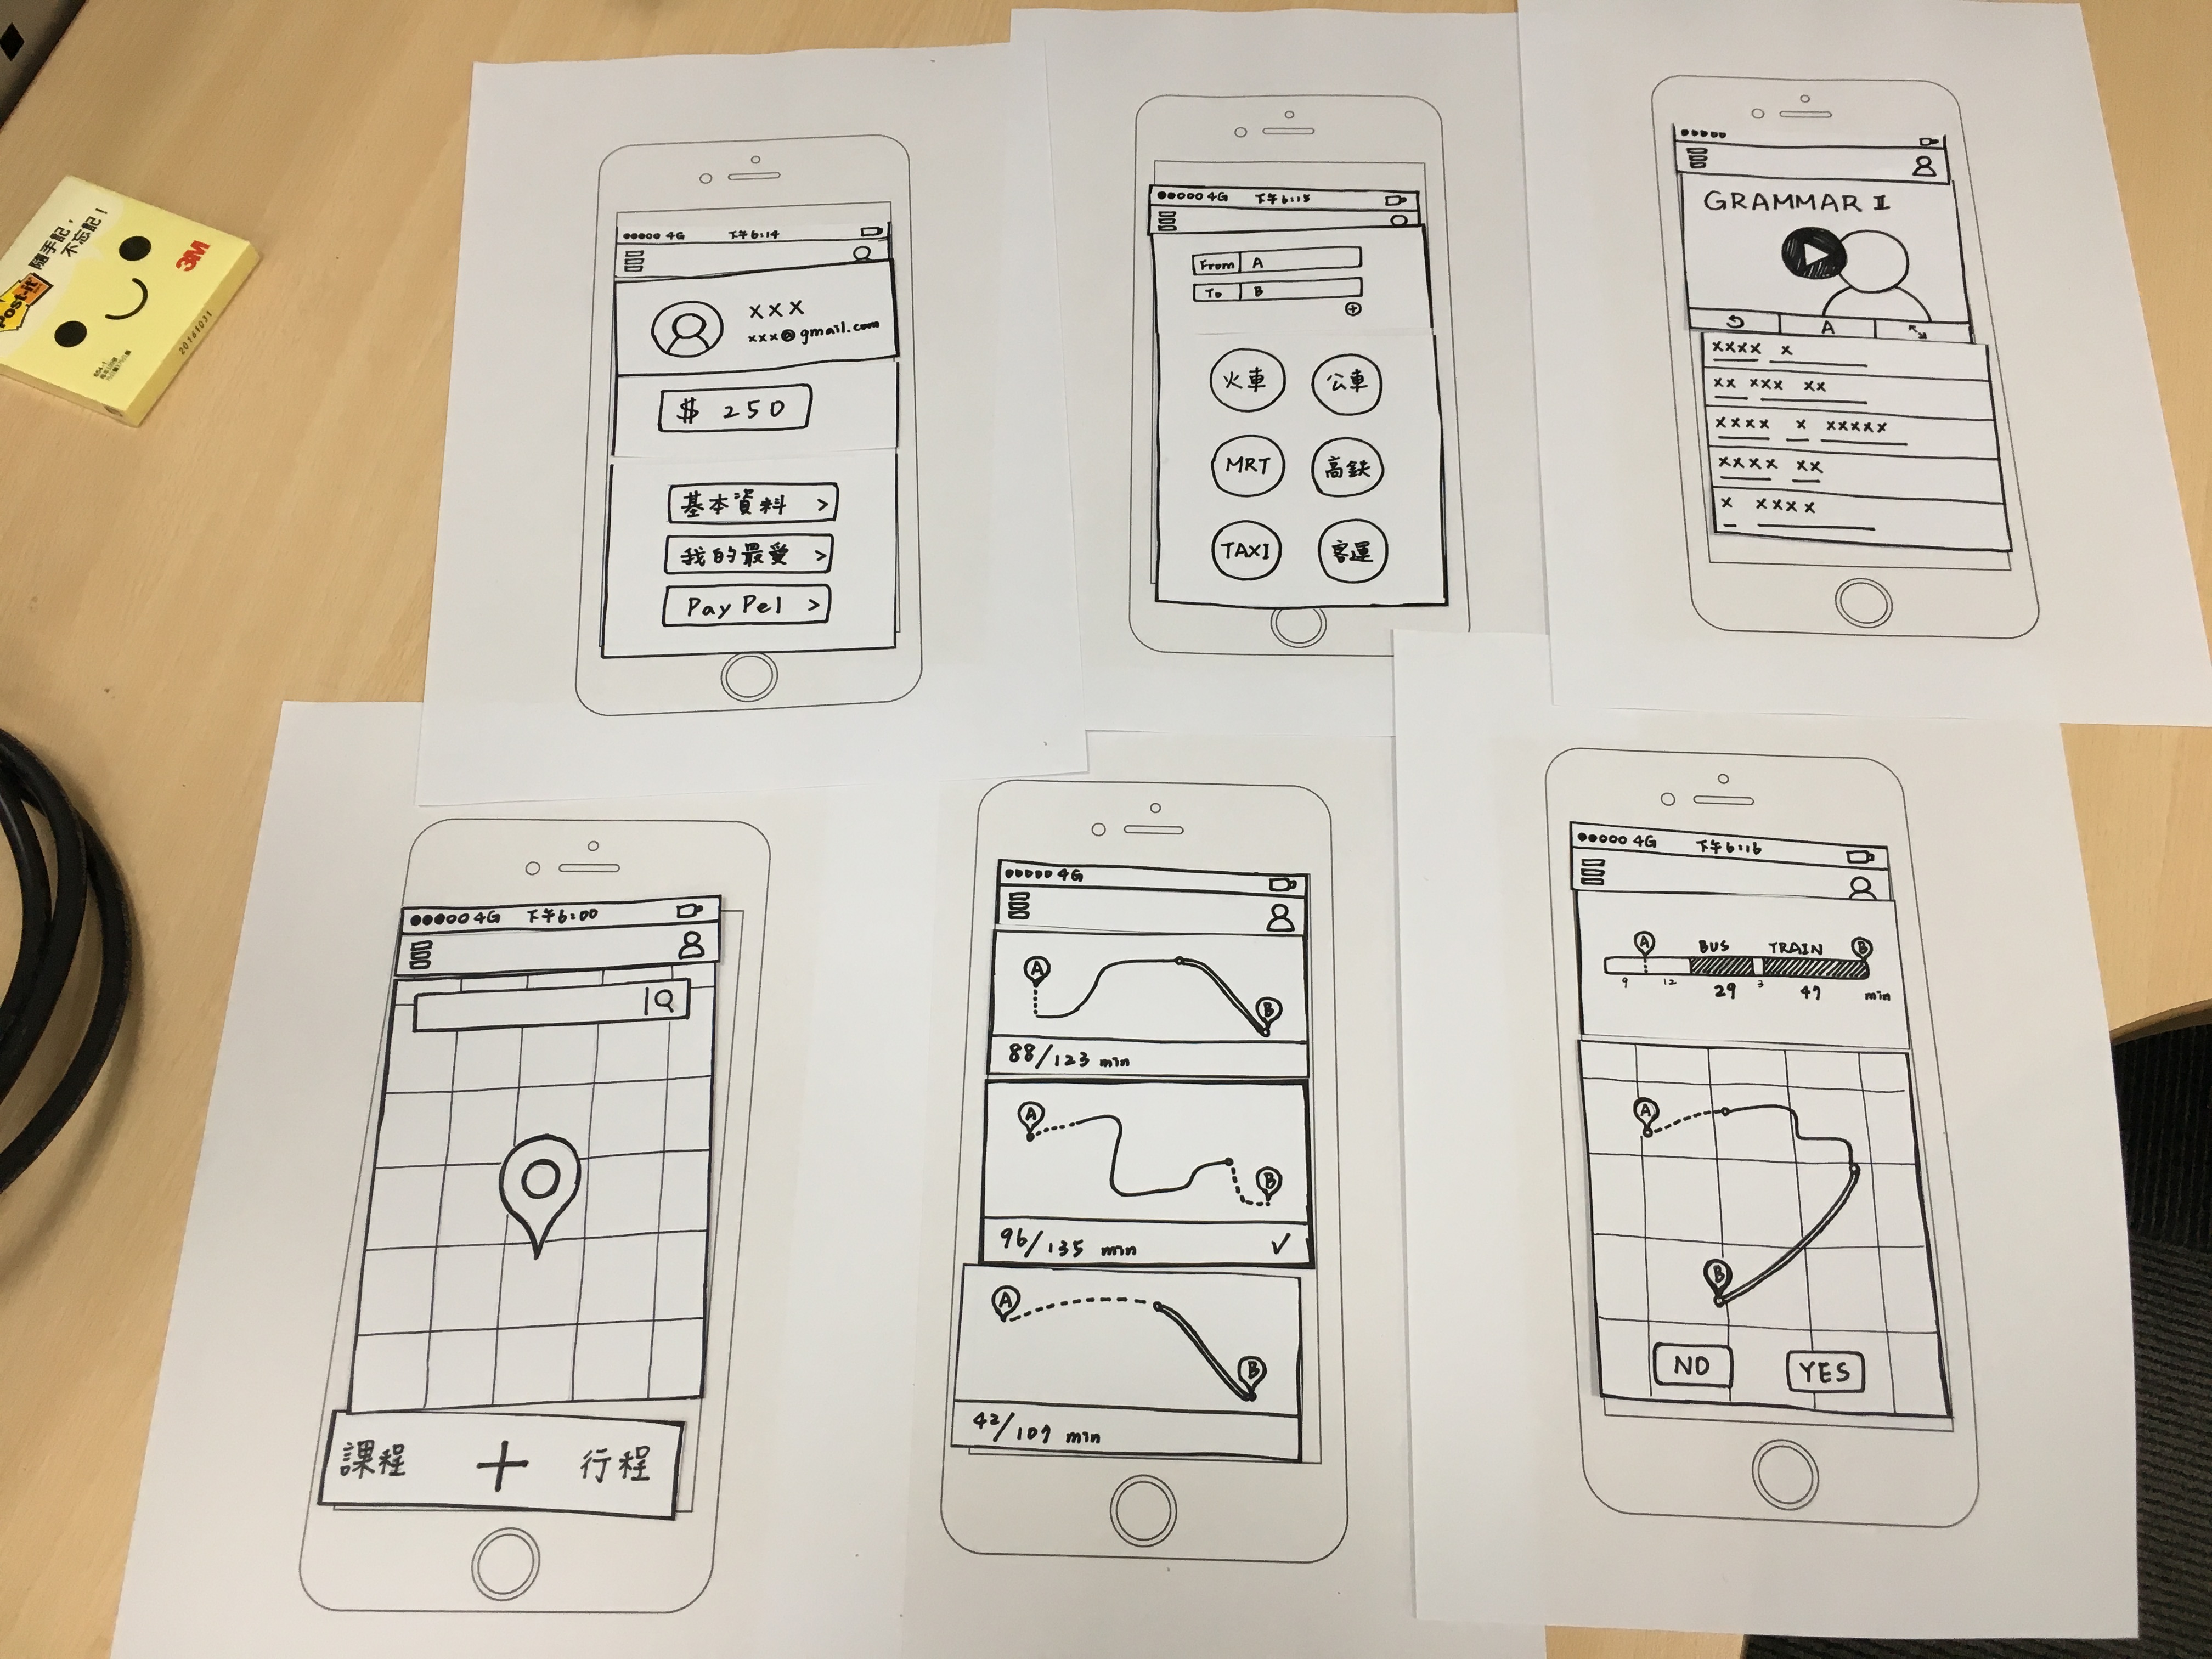 隨手記，
不忘記！
3M
Post-it
20161031
4G 下午6:14
XXX
xxx@gmail.com
$ 250
基本資料 >
我的最愛 >
PayPel >
4G 下午6:15
From A
To B
火車 公車
MRT 高鉄
TAXI 客運
GRAMMAR II
A
xxxx x
xx xxx xx
xxxx x xxxxx
xxxx xx
x xxxx
4G 下午6:00
課程 + 行程
4G
A
B
88/123 min
A
B
96/135 min ✓
A
B
42/107 min
4G 下午6:16
A BUS TRAIN B
9 12 29 3 47 min
A
B
NO YES